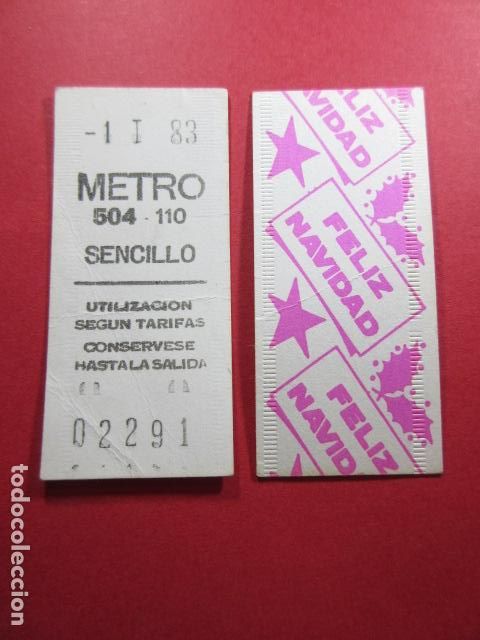 -1 I 83
METRO
504-110
SENCILLO
UTILIZACION
SEGUN TARIFAS
CONSERVESE
HASTA LA SALIDA
02291
FELIZ
NAVIDAD
FELIZ
NAVIDAD
FELIZ
NAVIDAD
todocoleccion